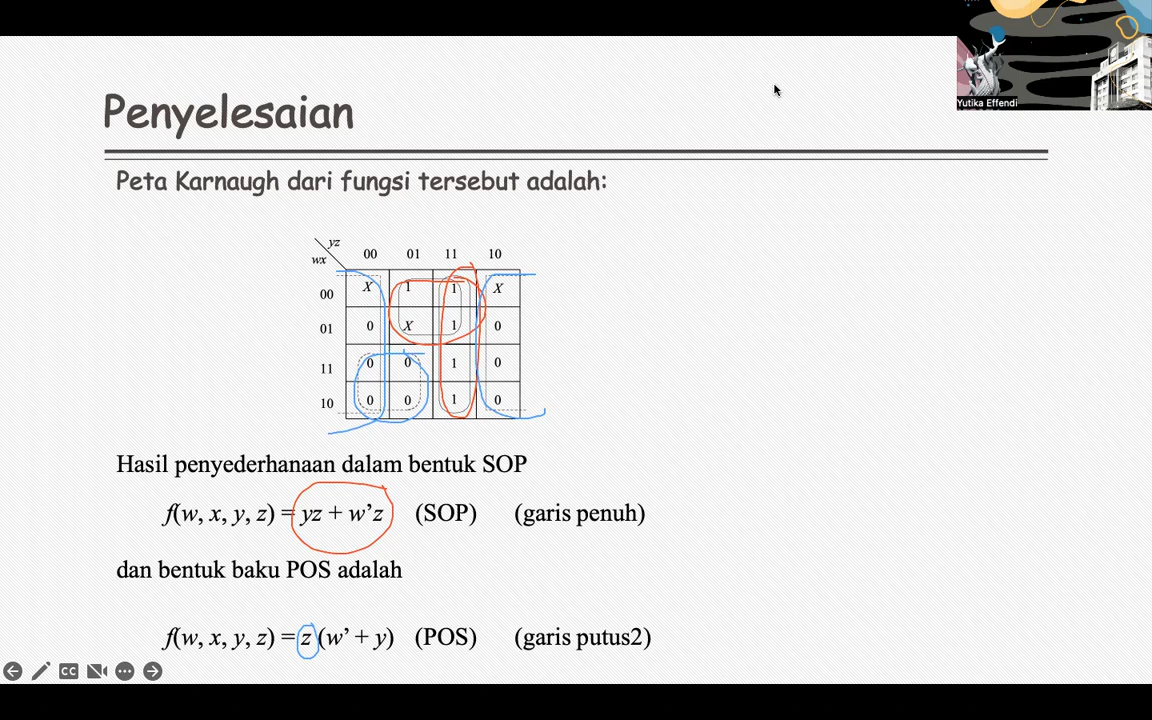 Yutika Effendi
Penyelesaian
Peta Karnaugh dari fungsi tersebut adalah:
yz
wx
00 01 11 10
00 X 1 1 X
01 0 X 1 0
11 0 0 1 0
10 0 0 1 0
Hasil penyederhanaan dalam bentuk SOP
f(w, x, y, z) = yz + w’z (SOP) (garis penuh)
dan bentuk baku POS adalah
f(w, x, y, z) = z (w’ + y) (POS) (garis putus2)
CC